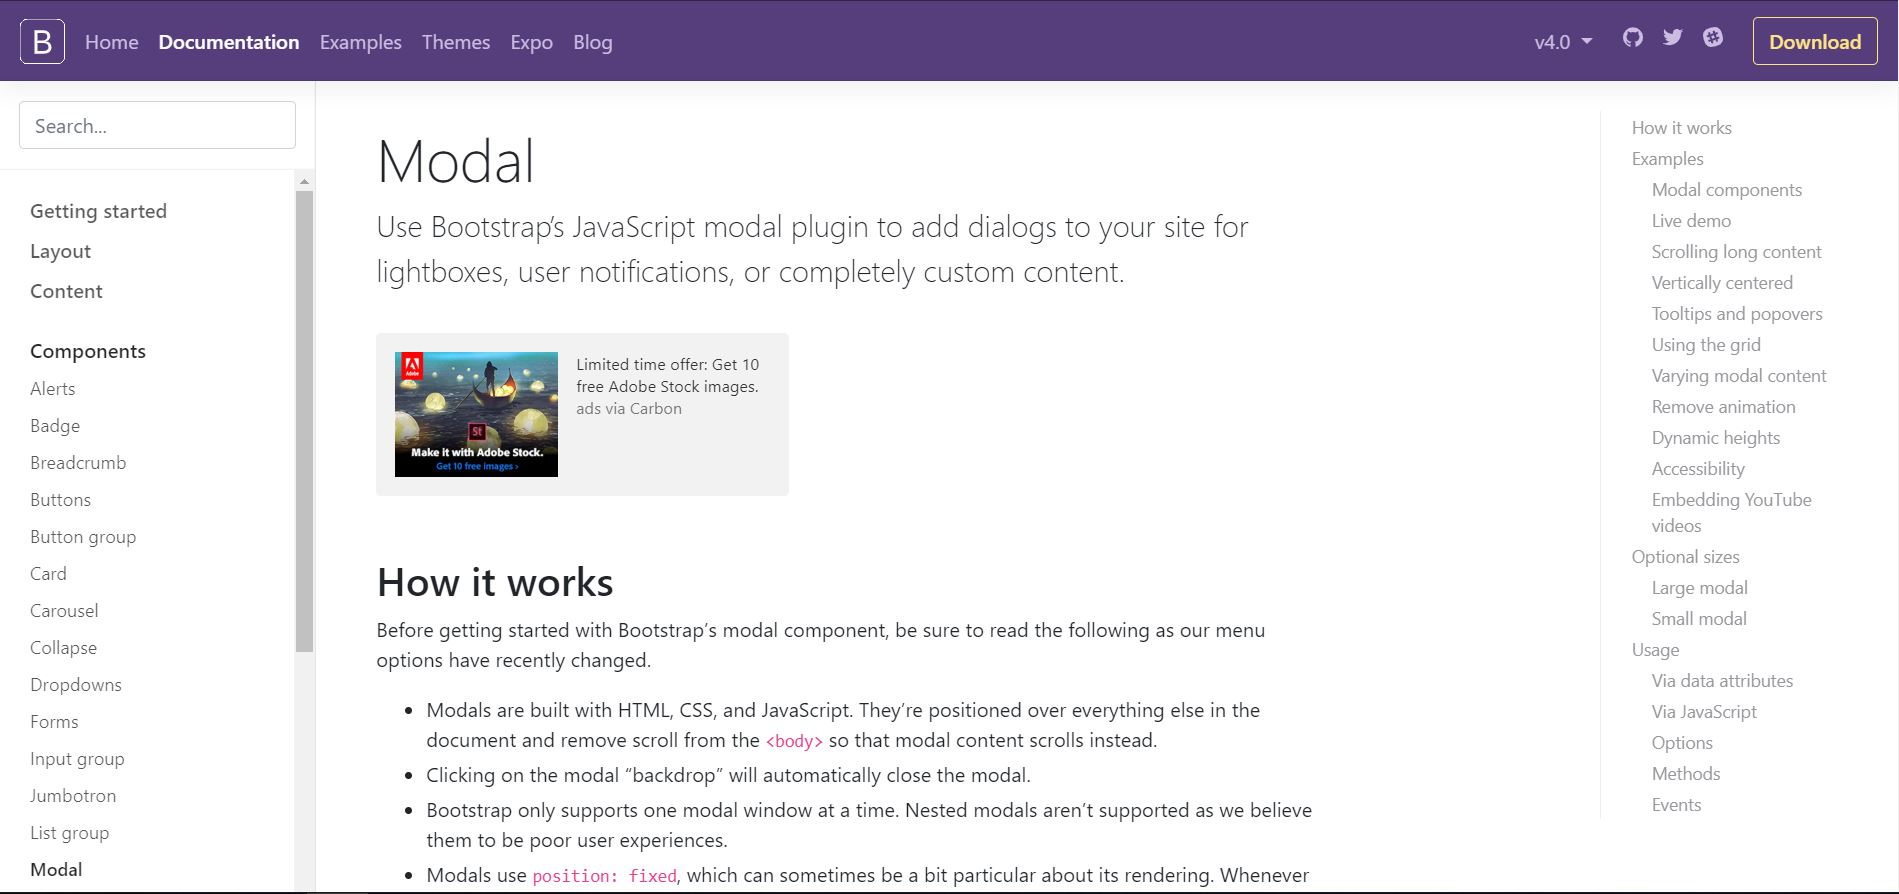 B
Home
Documentation
Examples
Themes
Expo
Blog
v4.0
Download
Search...
Getting started
Layout
Content
Components
Alerts
Badge
Breadcrumb
Buttons
Button group
Card
Carousel
Collapse
Dropdowns
Forms
Input group
Jumbotron
List group
Modal
Modal
Use Bootstrap’s JavaScript modal plugin to add dialogs to your site for
lightboxes, user notifications, or completely custom content.
Adobe
St
Make it with Adobe Stock.
Get 10 free images ›
Limited time offer: Get 10
free Adobe Stock images.
ads via Carbon
How it works
Before getting started with Bootstrap’s modal component, be sure to read the following as our menu
options have recently changed.
• Modals are built with HTML, CSS, and JavaScript. They’re positioned over everything else in the
document and remove scroll from the <body> so that modal content scrolls instead.
• Clicking on the modal “backdrop” will automatically close the modal.
• Bootstrap only supports one modal window at a time. Nested modals aren’t supported as we believe
them to be poor user experiences.
• Modals use position: fixed, which can sometimes be a bit particular about its rendering. Whenever
How it works
Examples
Modal components
Live demo
Scrolling long content
Vertically centered
Tooltips and popovers
Using the grid
Varying modal content
Remove animation
Dynamic heights
Accessibility
Embedding YouTube
videos
Optional sizes
Large modal
Small modal
Usage
Via data attributes
Via JavaScript
Options
Methods
Events